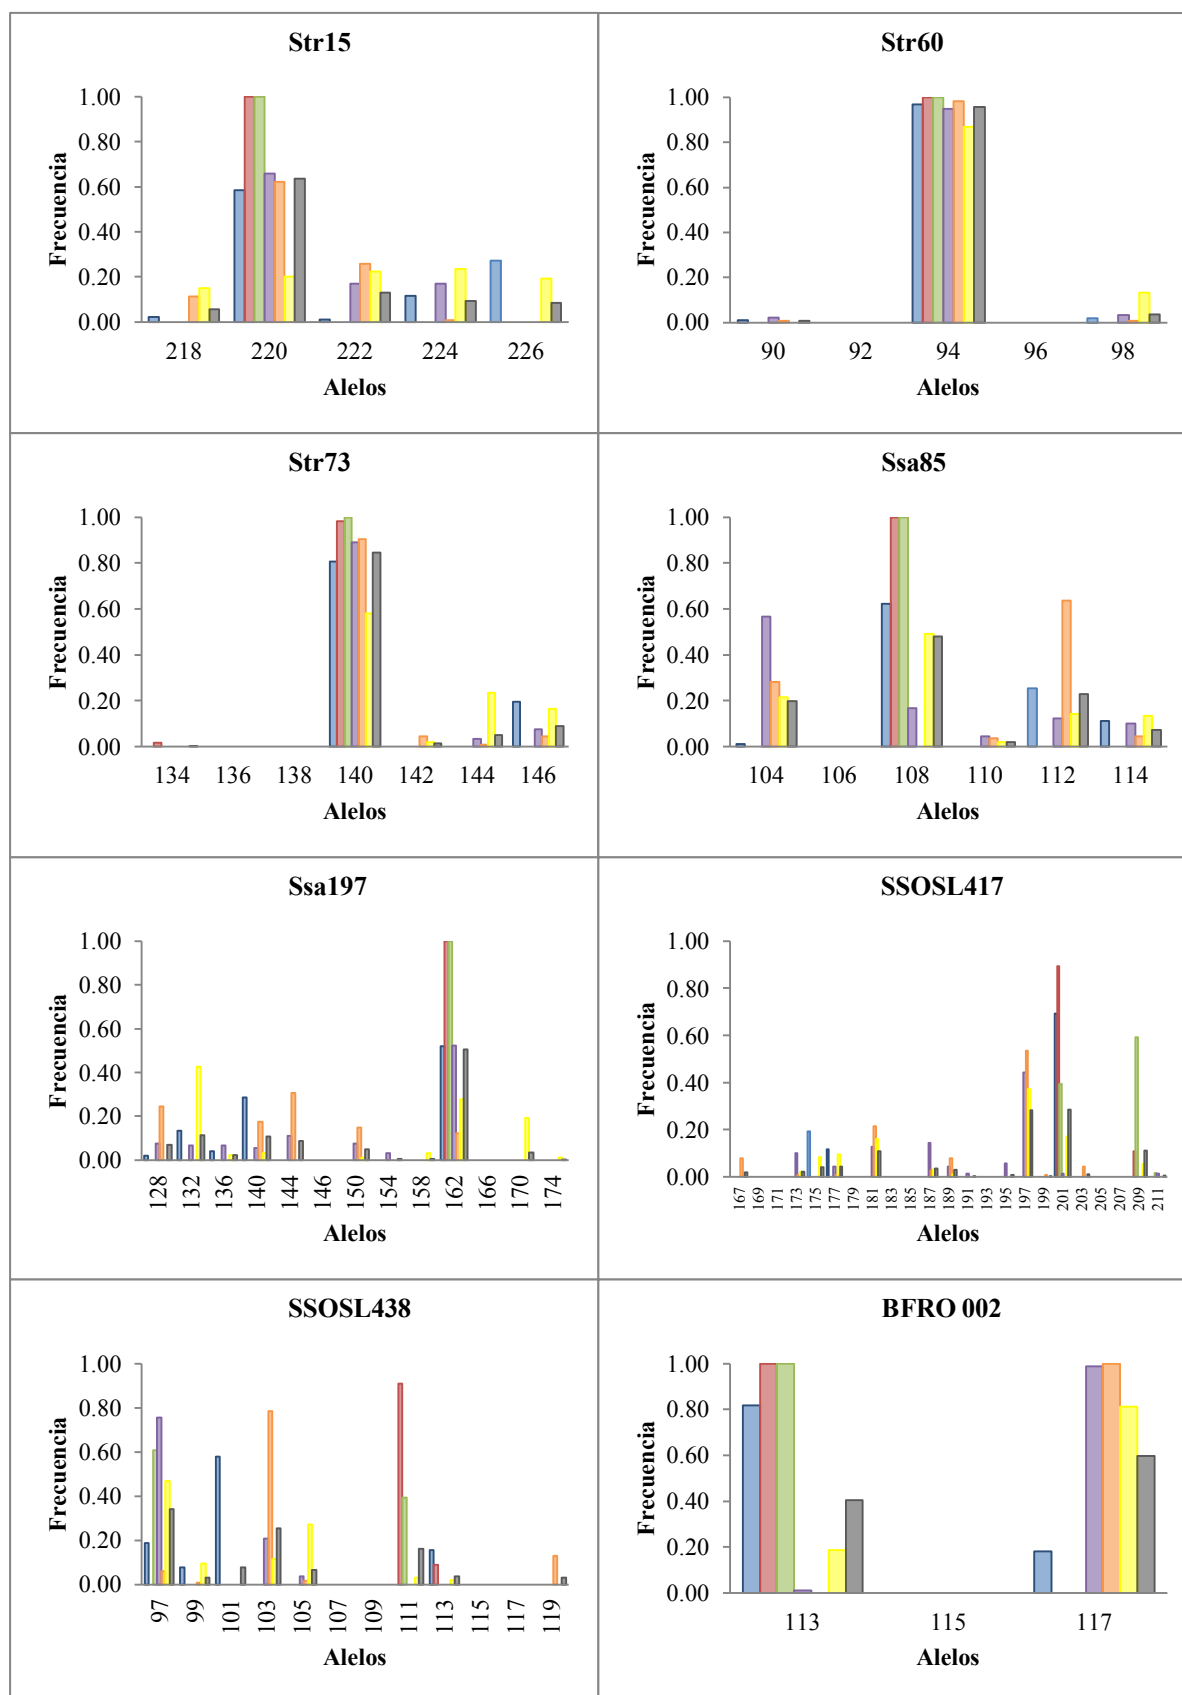 Str15
Frecuencia
1.00
0.80
0.60
0.40
0.20
0.00
218 220 222 224 226
Alelos
Str60
Frecuencia
1.00
0.80
0.60
0.40
0.20
0.00
90 92 94 96 98
Alelos
Str73
Frecuencia
1.00
0.80
0.60
0.40
0.20
0.00
134 136 138 140 142 144 146
Alelos
Ssa85
Frecuencia
1.00
0.80
0.60
0.40
0.20
0.00
104 106 108 110 112 114
Alelos
Ssa197
Frecuencia
1.00
0.80
0.60
0.40
0.20
0.00
128 132 136 140 144 146 150 154 158 162 166 170 174
Alelos
SSOSL417
Frecuencia
1.00
0.80
0.60
0.40
0.20
0.00
167 169 171 173 175 177 179 181 183 185 187 189 191 193 195 197 199 201 203 205 207 209 211
Alelos
SSOSL438
Frecuencia
1.00
0.80
0.60
0.40
0.20
0.00
97 99 101 103 105 107 109 111 113 115 117 119
Alelos
BFRO 002
Frecuencia
1.00
0.80
0.60
0.40
0.20
0.00
113 115 117
Alelos